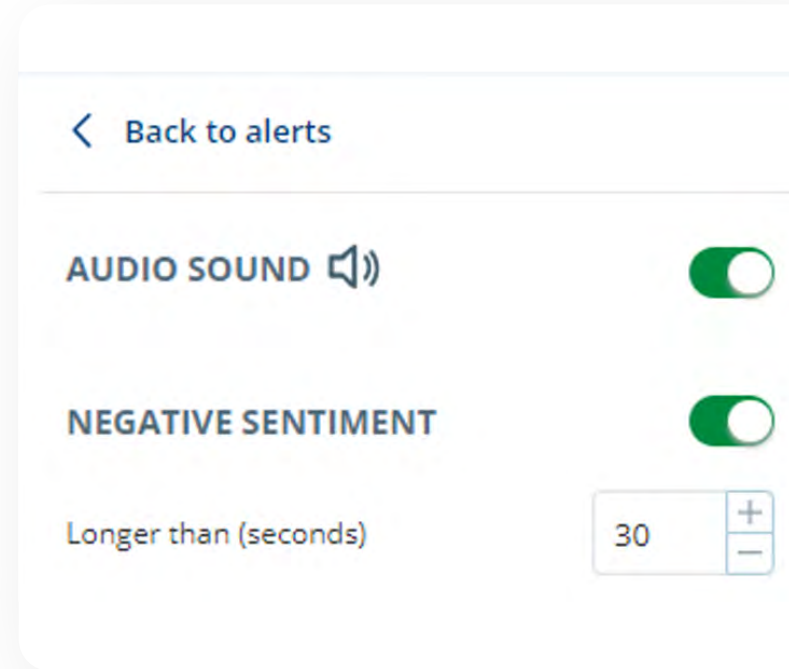 Back to alerts
AUDIO SOUND
NEGATIVE SENTIMENT
Longer than (seconds)
30